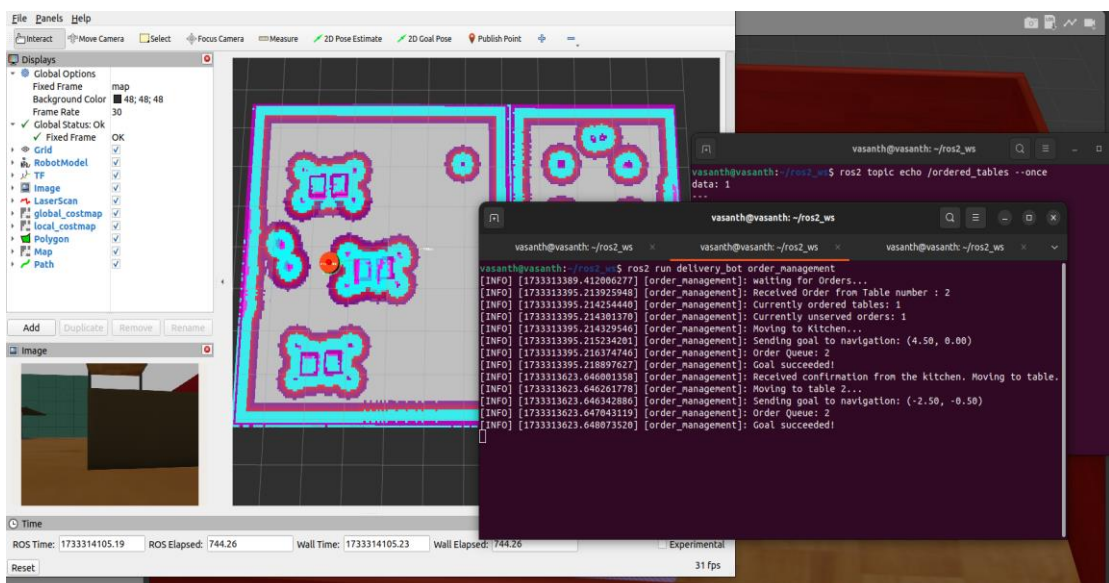 File Panels Help
Interact Move Camera Select Focus Camera Measure 2D Pose Estimate 2D Goal Pose Publish Point
Displays
Global Options
Fixed Frame map
Background Color 48; 48; 48
Frame Rate 30
Global Status: Ok
Fixed Frame OK
Grid
RobotModel
TF
Image
LaserScan
global_costmap
local_costmap
Polygon
Map
Path
Add Duplicate Remove Rename
Image
vasanth@vasanth: ~/ros2_ws
vasanth@vasanth:~/ros2_ws$ ros2 topic echo /ordered_tables --once
data: 1
---
vasanth@vasanth: ~/ros2_ws
vasanth@vasanth: ~/ros2_ws vasanth@vasanth: ~/ros2_ws vasanth@vasanth: ~/ros2_ws
vasanth@vasanth:~/ros2_ws$ ros2 run delivery_bot order_management
[INFO] [1733313389.412006277] [order_management]: waiting for Orders...
[INFO] [1733313395.213925948] [order_management]: Received Order from Table number : 2
[INFO] [1733313395.214254440] [order_management]: Currently ordered tables: 1
[INFO] [1733313395.214301370] [order_management]: Currently unserved orders: 1
[INFO] [1733313395.214329546] [order_management]: Moving to Kitchen...
[INFO] [1733313395.215234201] [order_management]: Sending goal to navigation: (4.50, 0.00)
[INFO] [1733313395.216374746] [order_management]: Order Queue: 2
[INFO] [1733313395.218897627] [order_management]: Goal succeeded!
[INFO] [1733313623.646001358] [order_management]: Received confirmation from the kitchen. Moving to table.
[INFO] [1733313623.646261778] [order_management]: Moving to table 2...
[INFO] [1733313623.646342886] [order_management]: Sending goal to navigation: (-2.50, -0.50)
[INFO] [1733313623.647043119] [order_management]: Order Queue: 2
[INFO] [1733313623.648073520] [order_management]: Goal succeeded!
Time
ROS Time: 1733314105.19 ROS Elapsed: 744.26 Wall Time: 1733314105.23 Wall Elapsed: 744.26 Experimental
Reset 31 fps